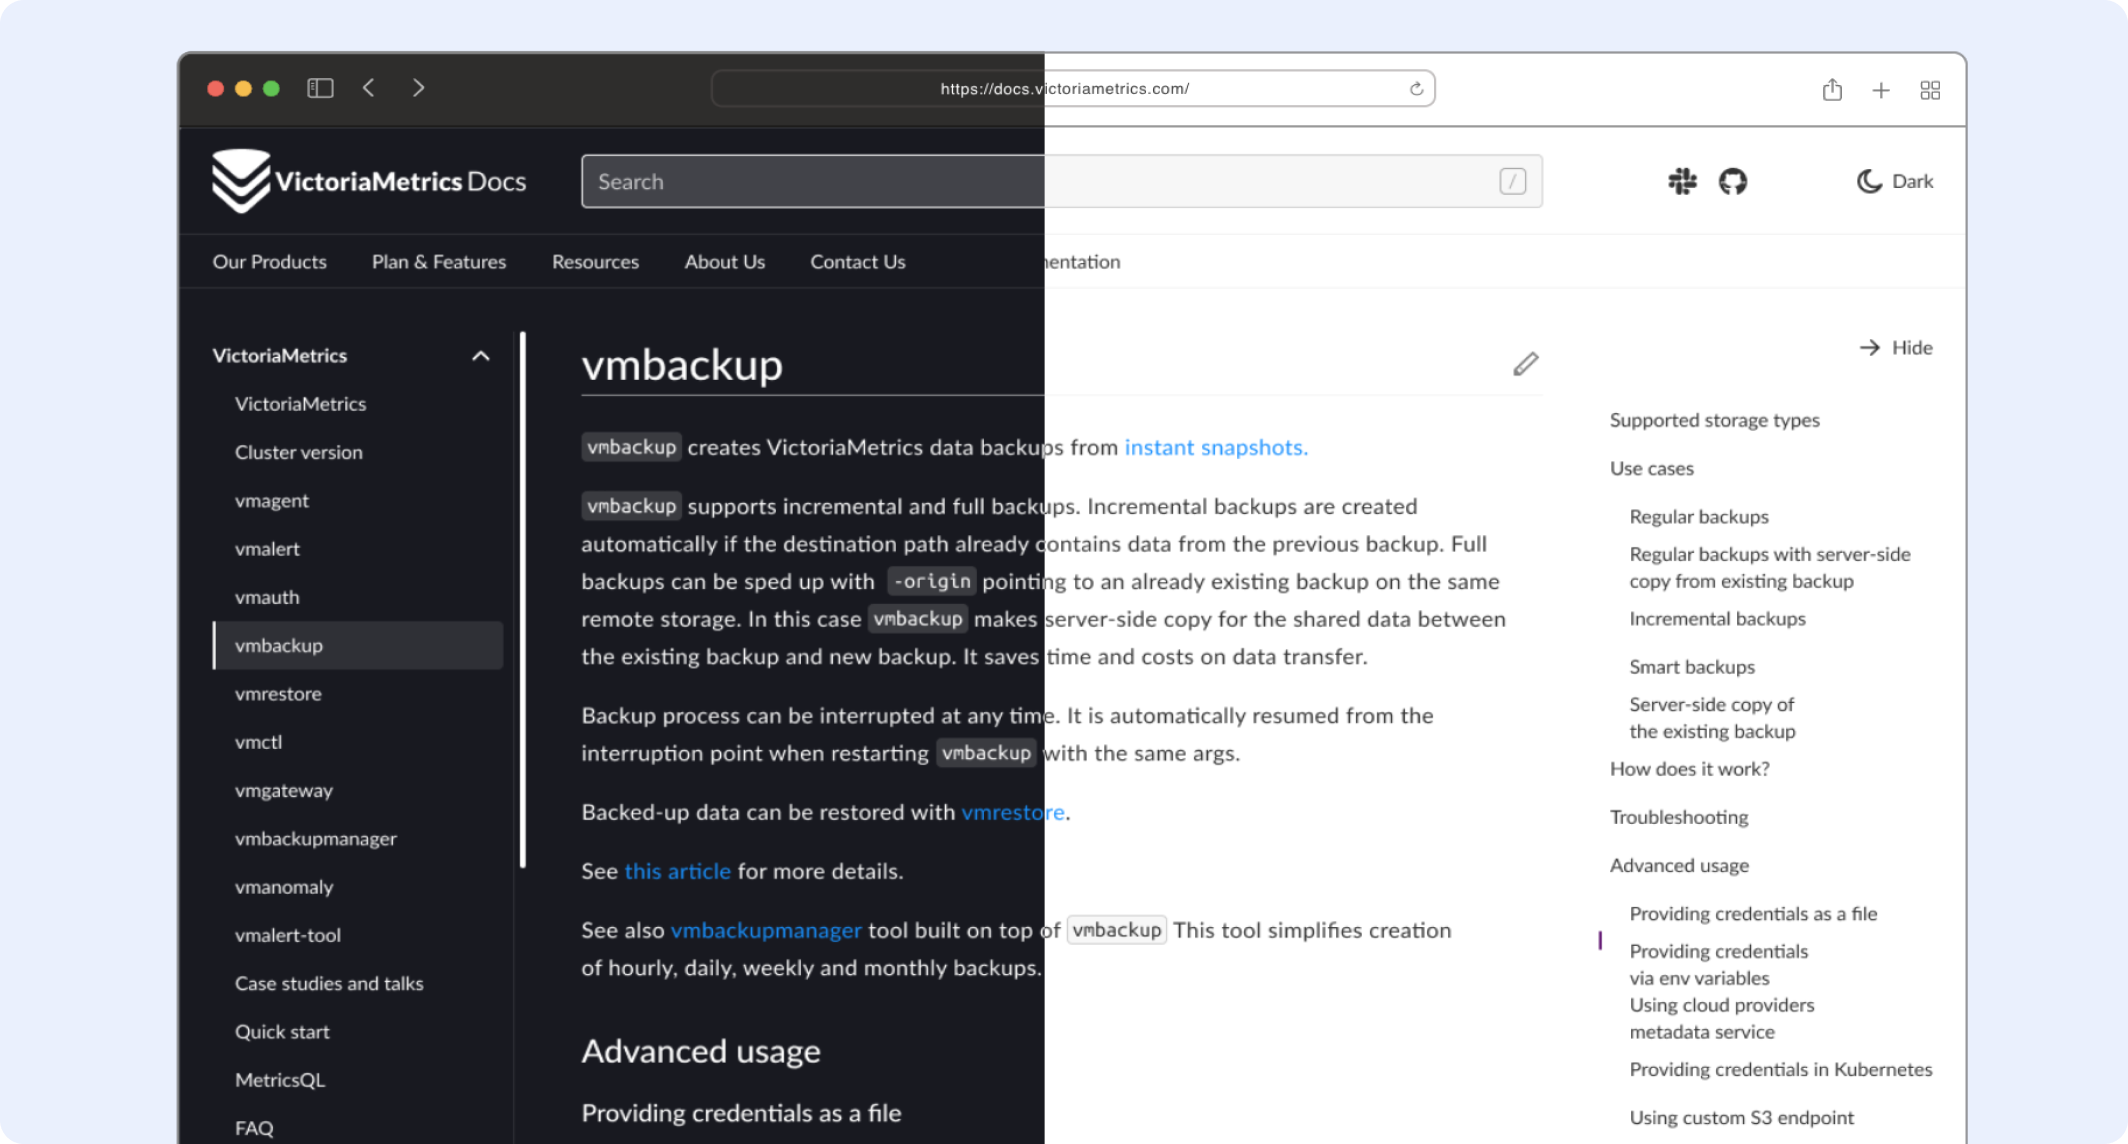 https://docs.victoriametrics.com/
VictoriaMetrics Docs
Search
/
Dark
Our Products
Plan & Features
Resources
About Us
Contact Us
entation
VictoriaMetrics
VictoriaMetrics
Cluster version
vmagent
vmalert
vmauth
vmbackup
vmrestore
vmctl
vmgateway
vmbackupmanager
vmanomaly
vmalert-tool
Case studies and talks
Quick start
MetricsQL
FAQ
vmbackup
vmbackup creates VictoriaMetrics data backups from instant snapshots.
vmbackup supports incremental and full backups. Incremental backups are created
automatically if the destination path already contains data from the previous backup. Full
backups can be sped up with -origin pointing to an already existing backup on the same
remote storage. In this case vmbackup makes server-side copy for the shared data between
the existing backup and new backup. It saves time and costs on data transfer.
Backup process can be interrupted at any time. It is automatically resumed from the
interruption point when restarting vmbackup with the same args.
Backed-up data can be restored with vmrestore.
See this article for more details.
See also vmbackupmanager tool built on top of vmbackup This tool simplifies creation
of hourly, daily, weekly and monthly backups.
Advanced usage
Providing credentials as a file
Hide
Supported storage types
Use cases
Regular backups
Regular backups with server-side
copy from existing backup
Incremental backups
Smart backups
Server-side copy of
the existing backup
How does it work?
Troubleshooting
Advanced usage
Providing credentials as a file
Providing credentials
via env variables
Using cloud providers
metadata service
Providing credentials in Kubernetes
Using custom S3 endpoint